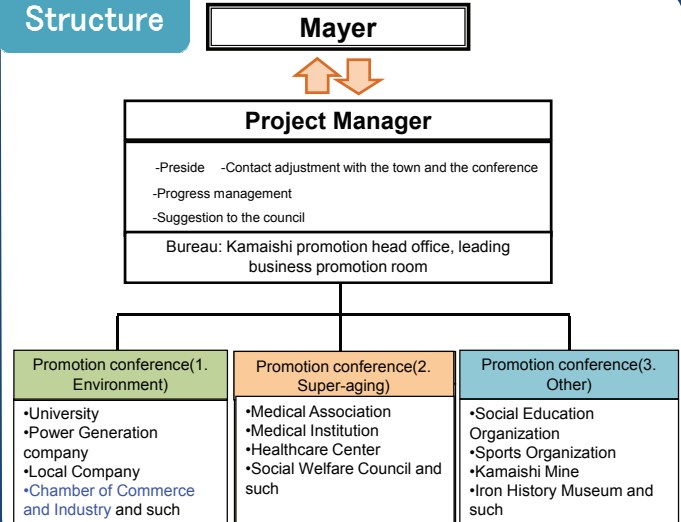 Structure
Mayer
Project Manager
-Preside -Contact adjustment with the town and the conference
-Progress management
-Suggestion to the council
Bureau: Kamaishi promotion head office, leading
business promotion room
Promotion conference(1.
Environment)
•University
•Power Generation
company
•Local Company
•Chamber of Commerce
and Industry and such
Promotion conference(2.
Super-aging)
•Medical Association
•Medical Institution
•Healthcare Center
•Social Welfare Council and
such
Promotion conference(3.
Other)
•Social Education
Organization
•Sports Organization
•Kamaishi Mine
•Iron History Museum and
such